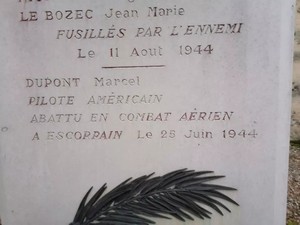 LE BOZEC Jean Marie
FUSILLÉS PAR L'ENNEMI
Le 11 Août 1944
DUPONT Marcel
PILOTE AMÉRICAIN
ABATTU EN COMBAT AÉRIEN
A ESCORPAIN Le 25 Juin 1944